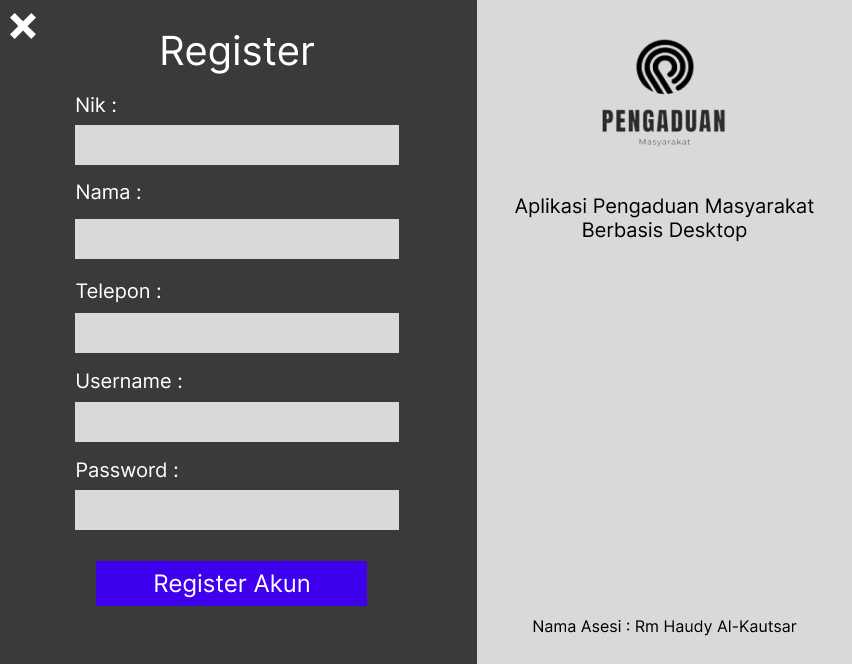 Register
Nik :
Nama :
Telepon :
Username :
Password :
Register Akun
PENGADUAN
Masyarakat
Aplikasi Pengaduan Masyarakat
Berbasis Desktop
Nama Asesi : Rm Haudy Al-Kautsar